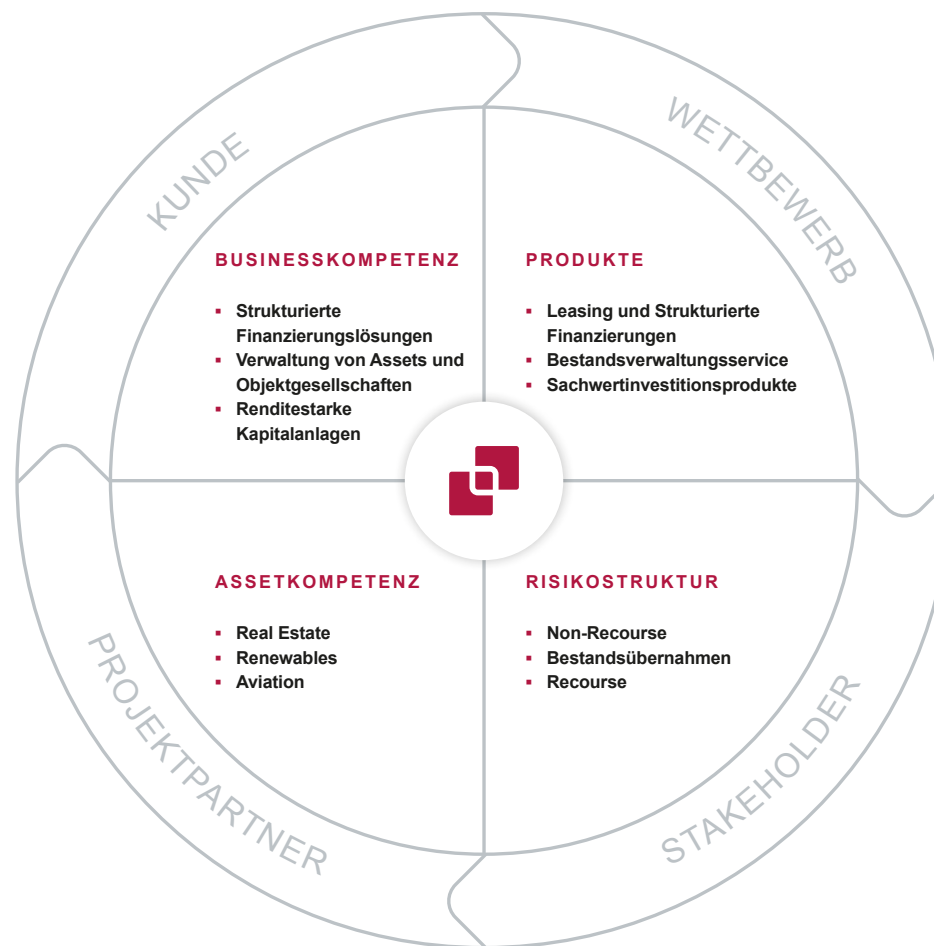 KUNDE
WETTBEWERB
BUSINESSKOMPETENZ
▪ Strukturierte
Finanzierungslösungen
▪ Verwaltung von Assets und
Objektgesellschaften
▪ Renditestarke
Kapitalanlagen
PRODUKTE
▪ Leasing und Strukturierte
Finanzierungen
▪ Bestandsverwaltungsservice
▪ Sachwertinvestitionsprodukte
ASSETKOMPETENZ
▪ Real Estate
▪ Renewables
▪ Aviation
RISIKOSTRUKTUR
▪ Non-Recourse
▪ Bestandsübernahmen
▪ Recourse
PROJEKTPARTNER
STAKEHOLDER